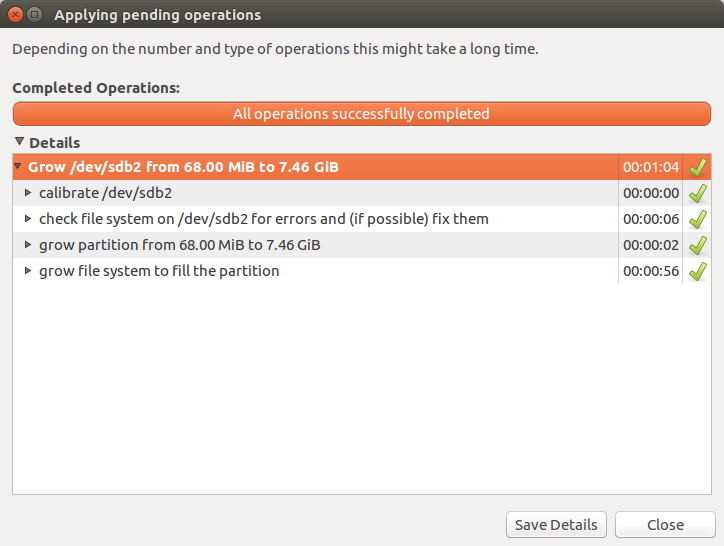 Applying pending operations
Depending on the number and type of operations this might take a long time.
Completed Operations:
All operations successfully completed
Details
Grow /dev/sdb2 from 68.00 MiB to 7.46 GiB 00:01:04
calibrate /dev/sdb2 00:00:00
check file system on /dev/sdb2 for errors and (if possible) fix them 00:00:06
grow partition from 68.00 MiB to 7.46 GiB 00:00:02
grow file system to fill the partition 00:00:56
Save Details Close